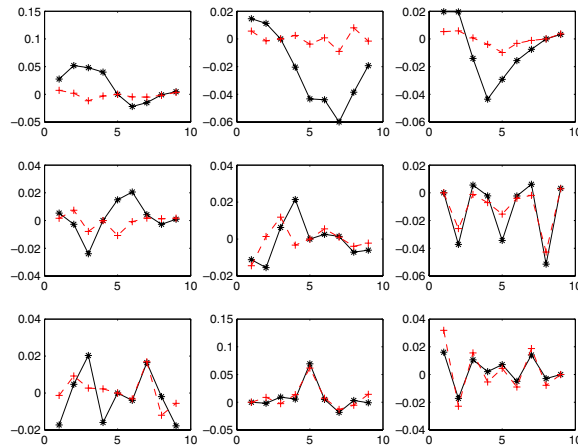 0.15 0.02 0.02
0.1 0 0
0.05 −0.02 −0.02
0 −0.04 −0.04
−0.05 −0.06 −0.06
0 5 10 0 5 10 0 5 10
0.04 0.04 0.02
0.02 0.02 0
0 0 −0.02
−0.02 −0.02 −0.04
−0.04 −0.04 −0.06
0 5 10 0 5 10 0 5 10
0.04 0.15 0.04
0.02 0.1 0.02
0.05
0 0 0
−0.02
−0.02 −0.05 −0.04
0 5 10 0 5 10 0 5 10